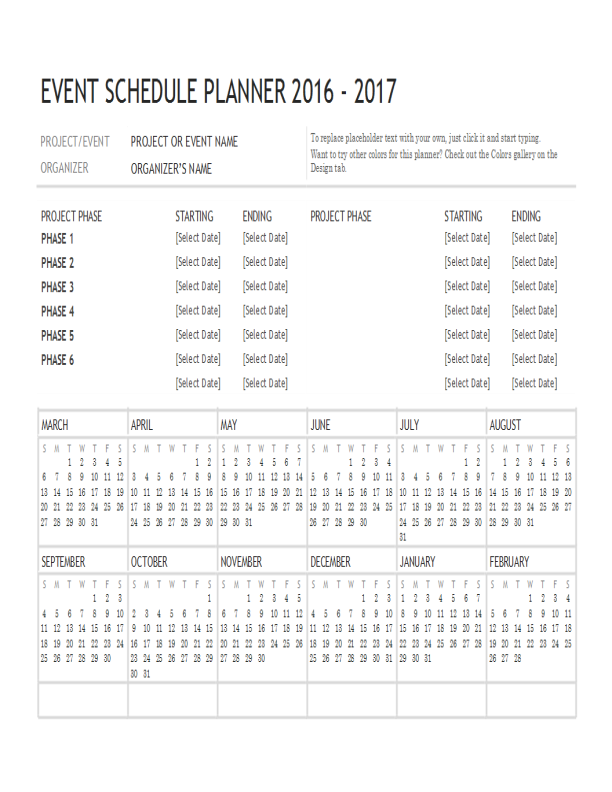 EVENT SCHEDULE PLANNER 2016 - 2017
PROJECT/EVENT PROJECT OR EVENT NAME
ORGANIZER ORGANIZER'S NAME
To replace placeholder text with your own, just click it and start typing.
Want to try other colors for this planner? Check out the Colors gallery on the
Design tab.
PROJECT PHASE STARTING ENDING PROJECT PHASE STARTING ENDING
PHASE 1 [Select Date] [Select Date] [Select Date] [Select Date]
PHASE 2 [Select Date] [Select Date] [Select Date] [Select Date]
PHASE 3 [Select Date] [Select Date] [Select Date] [Select Date]
PHASE 4 [Select Date] [Select Date] [Select Date] [Select Date]
PHASE 5 [Select Date] [Select Date] [Select Date] [Select Date]
PHASE 6 [Select Date] [Select Date] [Select Date] [Select Date]
[Select Date] [Select Date] [Select Date] [Select Date]
MARCH APRIL MAY JUNE JULY AUGUST
S M T W T F S S M T W T F S S M T W T F S S M T W T F S S M T W T F S S M T W T F S
1 2 3 4 5 1 2 1 2 3 4 5 6 7 1 2 3 4 1 2 1 2 3 4 5 6
6 7 8 9 10 11 12 3 4 5 6 7 8 9 8 9 10 11 12 13 14 5 6 7 8 9 10 11 3 4 5 6 7 8 9 7 8 9 10 11 12 13
13 14 15 16 17 18 19 10 11 12 13 14 15 16 15 16 17 18 19 20 21 12 13 14 15 16 17 18 10 11 12 13 14 15 16 14 15 16 17 18 19 20
20 21 22 23 24 25 26 17 18 19 20 21 22 23 22 23 24 25 26 27 28 19 20 21 22 23 24 25 17 18 19 20 21 22 23 21 22 23 24 25 26 27
27 28 29 30 31 24 25 26 27 28 29 30 29 30 31 26 27 28 29 30 24 25 26 27 28 29 30 28 29 30 31
31
SEPTEMBER OCTOBER NOVEMBER DECEMBER JANUARY FEBRUARY
S M T W T F S S M T W T F S S M T W T F S S M T W T F S S M T W T F S S M T W T F S
1 2 3 1 1 2 3 4 5 1 2 3 1 2 3 4 5 6 7 1 2 3 4
4 5 6 7 8 9 10 2 3 4 5 6 7 8 6 7 8 9 10 11 12 4 5 6 7 8 9 10 8 9 10 11 12 13 14 5 6 7 8 9 10 11
11 12 13 14 15 16 17 9 10 11 12 13 14 15 13 14 15 16 17 18 19 11 12 13 14 15 16 17 15 16 17 18 19 20 21 12 13 14 15 16 17 18
18 19 20 21 22 23 24 16 17 18 19 20 21 22 20 21 22 23 24 25 26 18 19 20 21 22 23 24 22 23 24 25 26 27 28 19 20 21 22 23 24 25
25 26 27 28 29 30 23 24 25 26 27 28 29 27 28 29 30 25 26 27 28 29 30 31 29 30 31 26 27 28
30 31